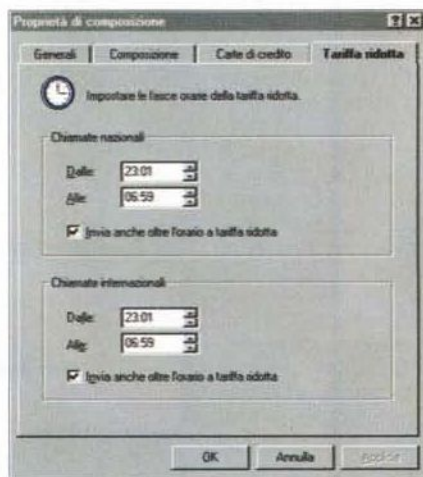 Proprietà di composizione
Generali Composizione Carte di credito Tariffa ridotta
Impostare le fasce orarie della tariffa ridotta.
Chiamate nazionali
Dalle: 23:01
Alle: 06:59
Invia anche oltre l'orario a tariffa ridotta
Chiamate internazionali
Dalle: 23:01
Alle: 06:59
Invia anche oltre l'orario a tariffa ridotta
OK Annulla Applica